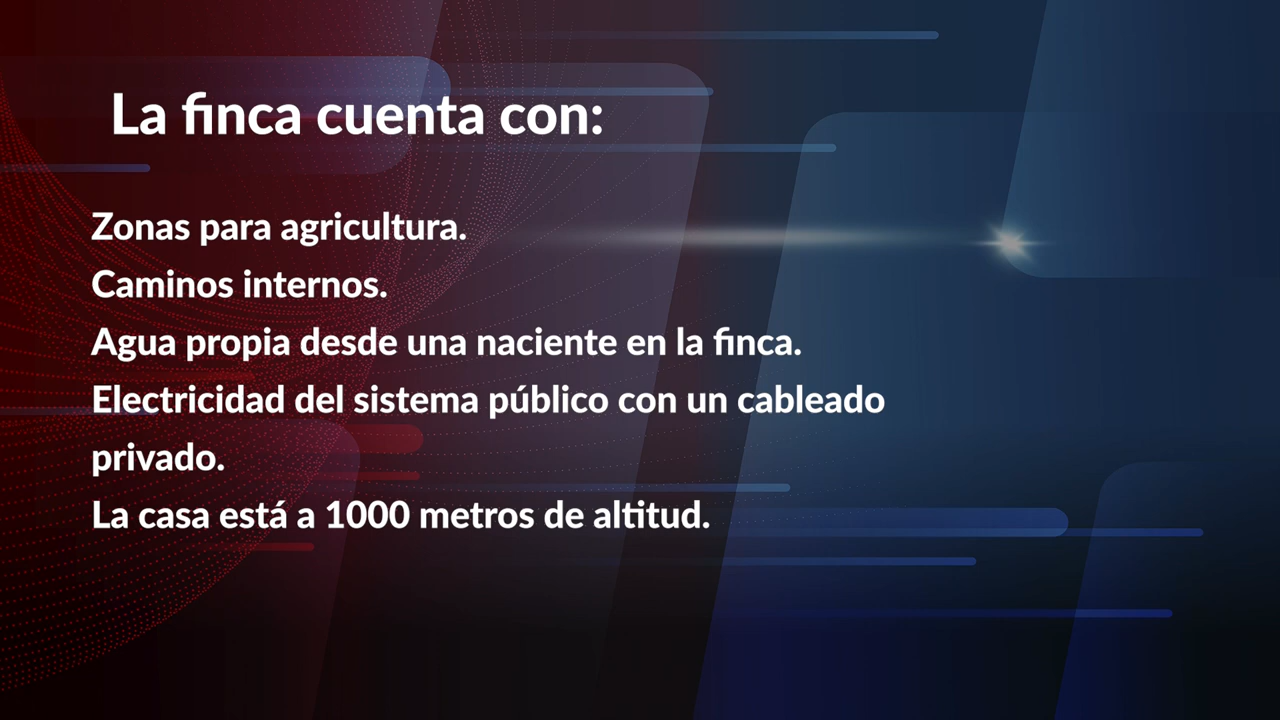 La finca cuenta con:
Zonas para agricultura.
Caminos internos.
Agua propia desde una naciente en la finca.
Electricidad del sistema público con un cableado
privado.
La casa está a 1000 metros de altitud.